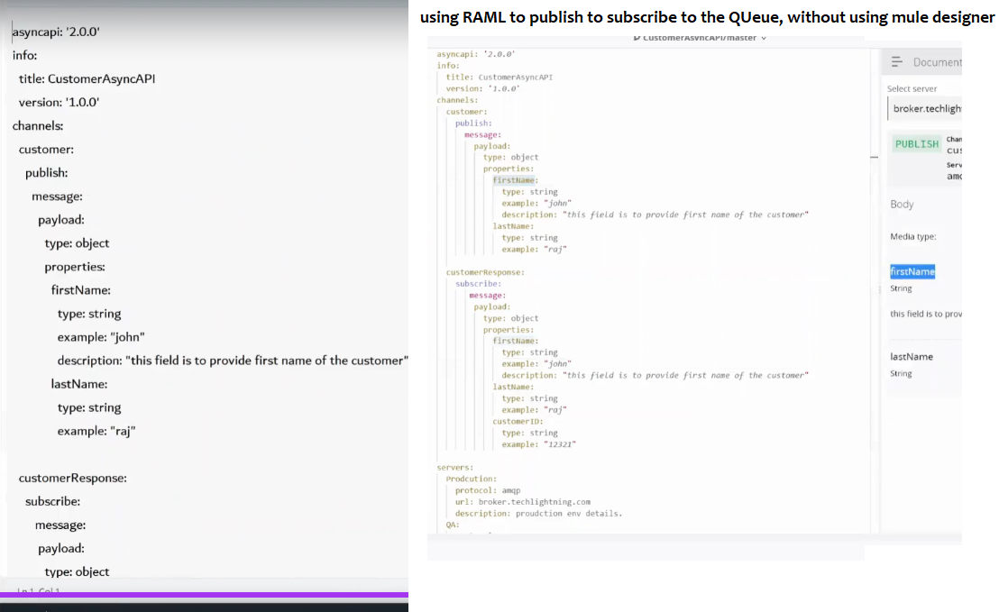 asyncapi: '2.0.0'
info:
title: CustomerAsyncAPI
version: '1.0.0'
channels:
customer:
publish:
message:
payload:
type: object
properties:
firstName:
type: string
example: "john"
description: "this field is to provide first name of the customer"
lastName:
type: string
example: "raj"
customerResponse:
subscribe:
message:
payload:
type: object
Ln 1, Col 1
using RAML to publish to subscribe to the QUeue, without using mule designer
CustomerAsyncAPI/master
asyncapi: '2.0.0'
info:
title: CustomerAsyncAPI
version: '1.0.0'
channels:
customer:
publish:
message:
payload:
type: object
properties:
firstName:
type: string
example: "john"
description: "this field is to provide first name of the customer"
lastName:
type: string
example: "raj"
customerResponse:
subscribe:
message:
payload:
type: object
properties:
firstName:
type: string
example: "john"
description: "this field is to provide first name of the customer"
lastName:
type: string
example: "raj"
customerID:
type: string
example: "12321"
servers:
Prodcution:
protocol: amqp
url: broker.techlightning.com
description: proudction env details.
QA:
Document
Select server
broker.techligh
PUBLISH
Chan
cus
Serv
amq
Body
Media type:
firstName
String
this field is to prov
lastName
String